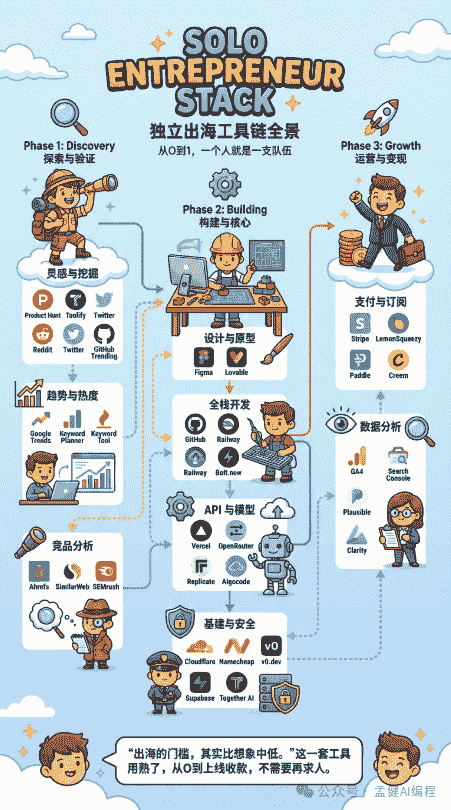 SOLO
ENTREPRENEUR
STACK
独立出海工具链全景
从0到1，一个人就是一支队伍
Phase 1: Discovery
探索与验证
灵感与挖掘
Product Hunt
Toolify
Twitter
Reddit
Twitter
GitHub
Trending
趋势与热度
Google
Trends
Keyword
Planner
Keyword
Tool
竞品分析
Ahrefs
SimilarWeb
SEMrush
Phase 2: Building
构建与核心
设计与原型
Figma
Lovable
全栈开发
GitHub
Railway
Railway
Bolt.new
API 与模型
Vercel
OpenRouter
Replicate
Aigocode
基建与安全
Cloudflare
Namecheap
v0
v0.dev
Supabase
Together AI
Phase 3: Growth
运营与变现
支付与订阅
Stripe
LemonSqueezy
Paddle
Creem
数据分析
GA4
Search
Console
Plausible
Clarity
“出海的门槛，其实比想象中低。”这一套工具
用熟了，从0到上线收款，不需要再求人。
公众号 · 孟健AI编程